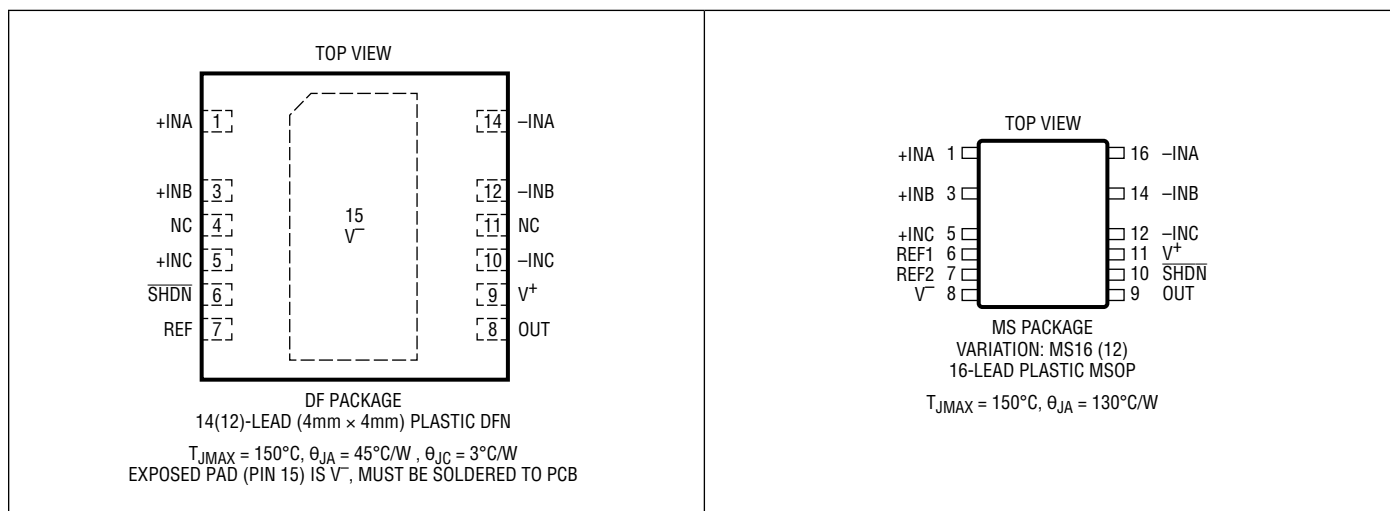 TOP VIEW
+INA 1 14 –INA
+INB 3 12 –INB
NC 4 11 NC
15
V–
+INC 5 10 –INC
SHDN 6 9 V+
REF 7 8 OUT
DF PACKAGE
14(12)-LEAD (4mm × 4mm) PLASTIC DFN
TJMAX = 150°C, θJA = 45°C/W , θJC = 3°C/W
EXPOSED PAD (PIN 15) IS V–, MUST BE SOLDERED TO PCB
TOP VIEW
+INA 1 16 –INA
+INB 3 14 –INB
+INC 5 12 –INC
REF1 6 11 V+
REF2 7 10 SHDN
V– 8 9 OUT
MS PACKAGE
VARIATION: MS16 (12)
16-LEAD PLASTIC MSOP
TJMAX = 150°C, θJA = 130°C/W